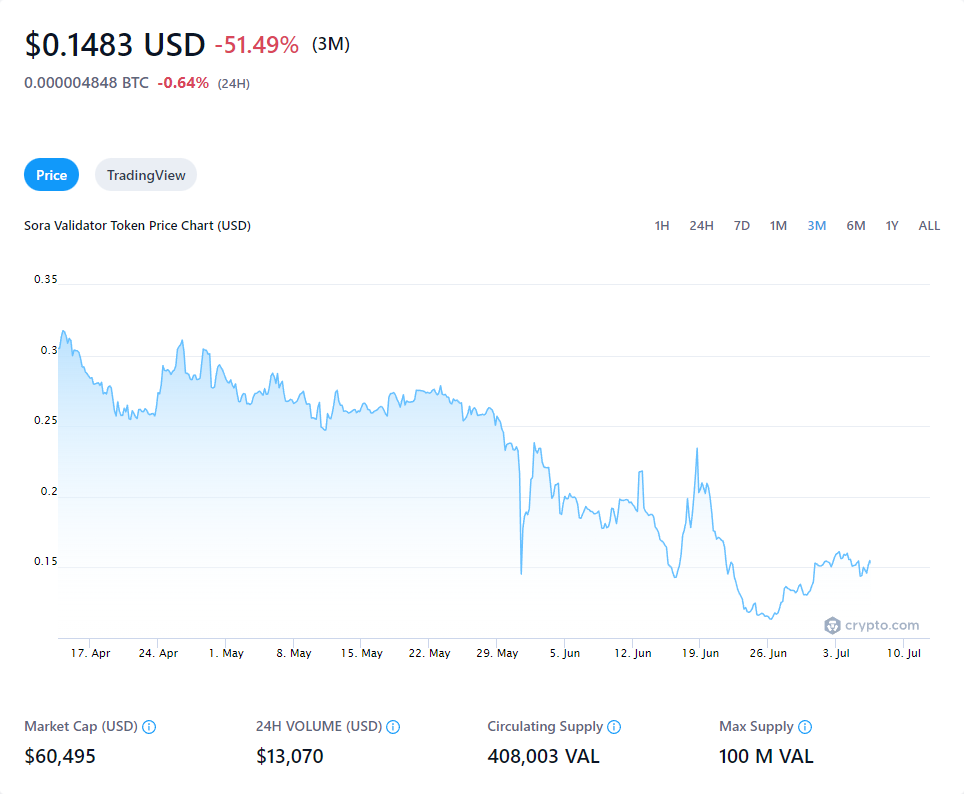 $0.1483 USD -51.49% (3M)
0.000004848 BTC -0.64% (24H)
Price TradingView
Sora Validator Token Price Chart (USD) 1H 24H 7D 1M 3M 6M 1Y ALL
0.35
0.3
0.25
0.2
0.15
crypto.com
17. Apr 24. Apr 1. May 8. May 15. May 22. May 29. May 5. Jun 12. Jun 19. Jun 26. Jun 3. Jul 10. Jul
Market Cap (USD) 24H VOLUME (USD) Circulating Supply Max Supply
$60,495 $13,070 408,003 VAL 100 M VAL